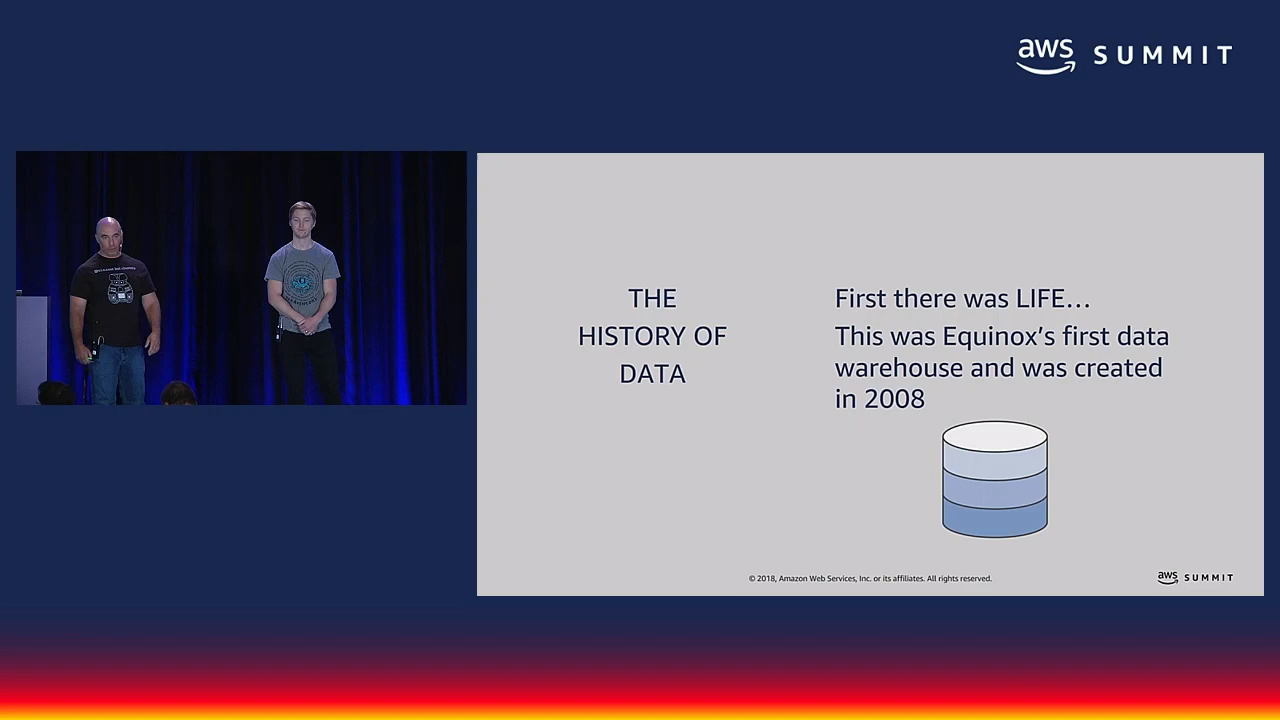 aws SUMMIT
THE
HISTORY OF
DATA
First there was LIFE…
This was Equinox’s first data
warehouse and was created
in 2008
© 2018, Amazon Web Services, Inc. or its affiliates. All rights reserved.
aws SUMMIT